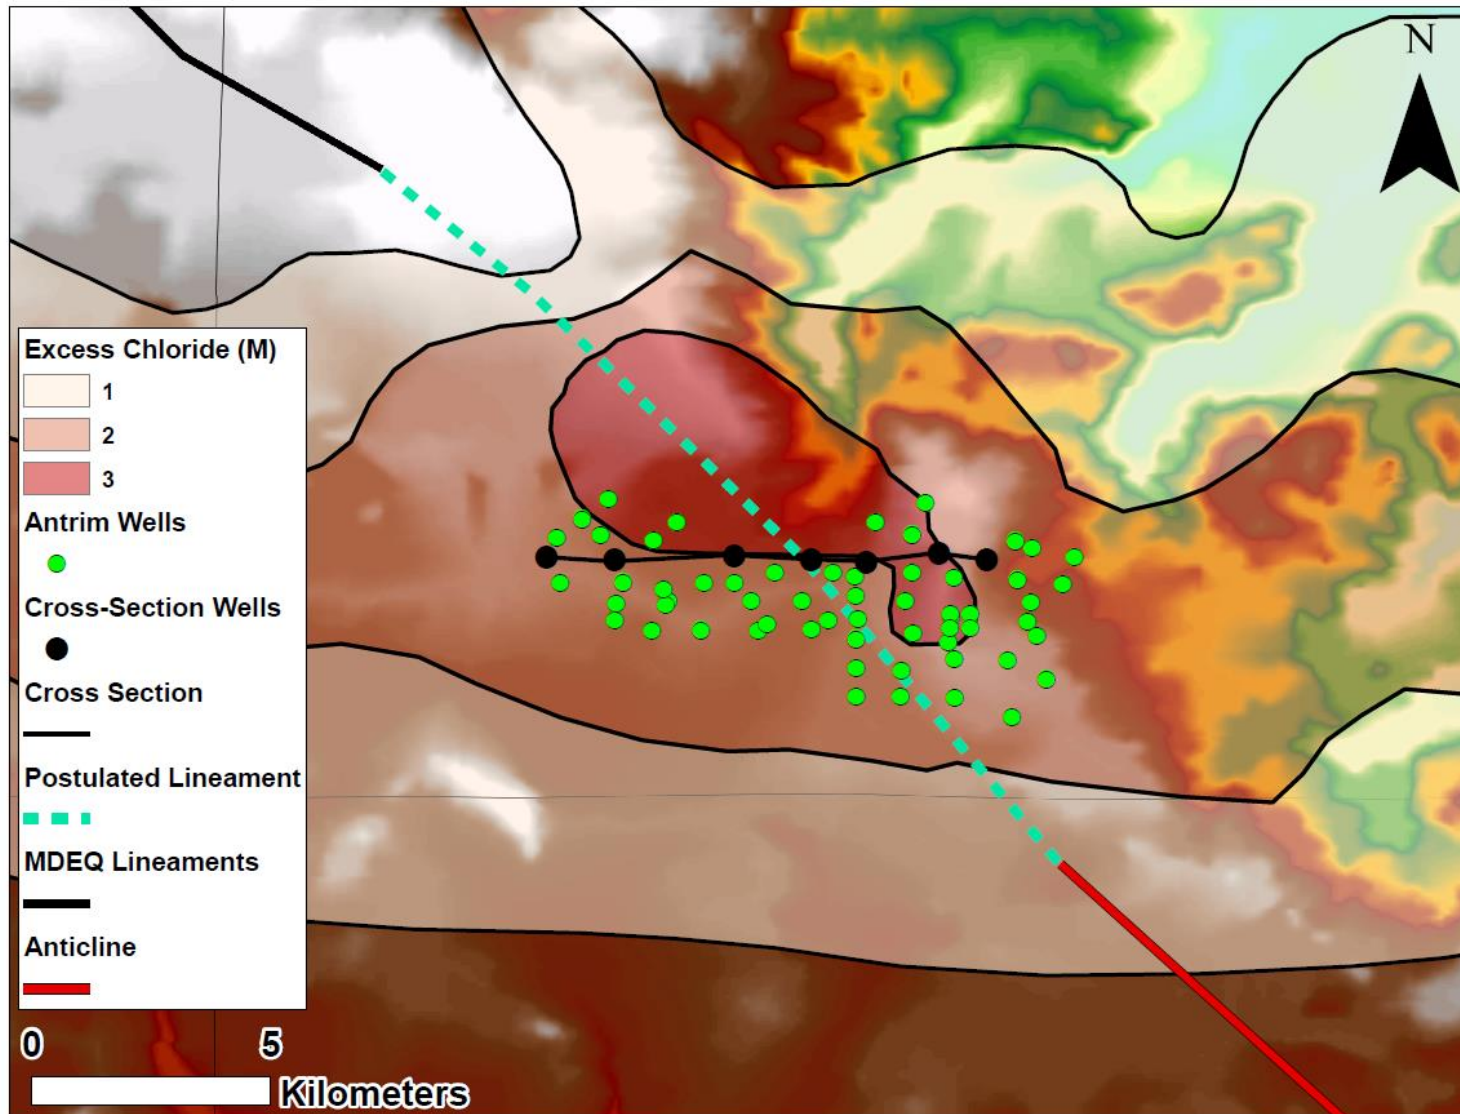 N
Excess Chloride (M)
1
2
3
Antrim Wells
Cross-Section Wells
Cross Section
Postulated Lineament
MDEQ Lineaments
Anticline
0 5
Kilometers